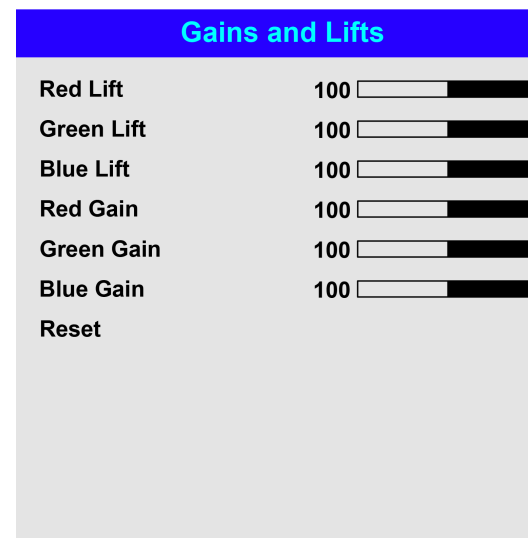 Gains and Lifts
Red Lift 100
Green Lift 100
Blue Lift 100
Red Gain 100
Green Gain 100
Blue Gain 100
Reset